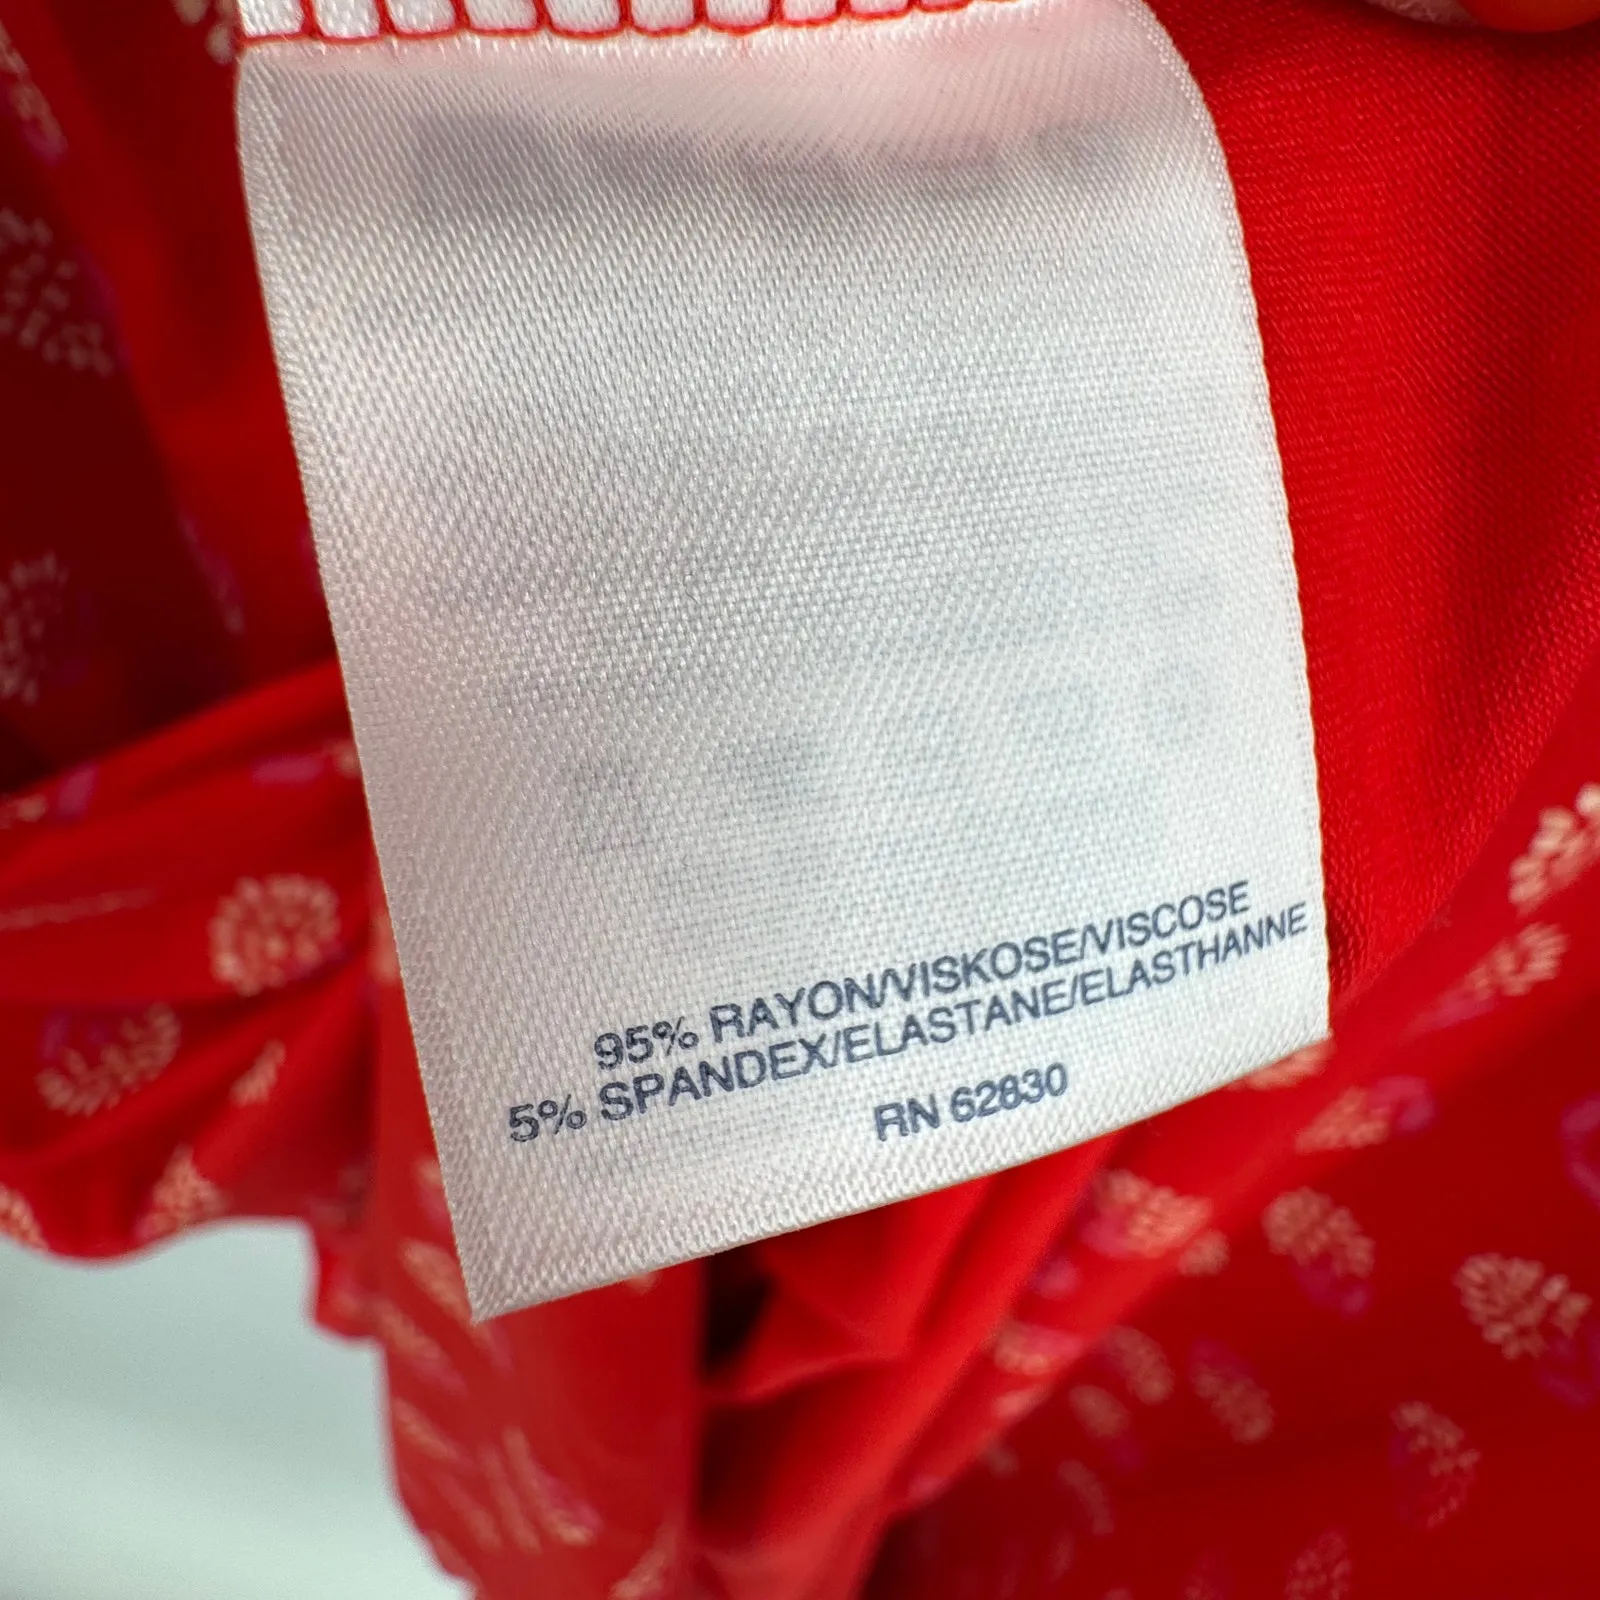 95% RAYON/VISKOSE/VISCOSE
5% SPANDEX/ELASTANE/ELASTHANNE
RN 62830